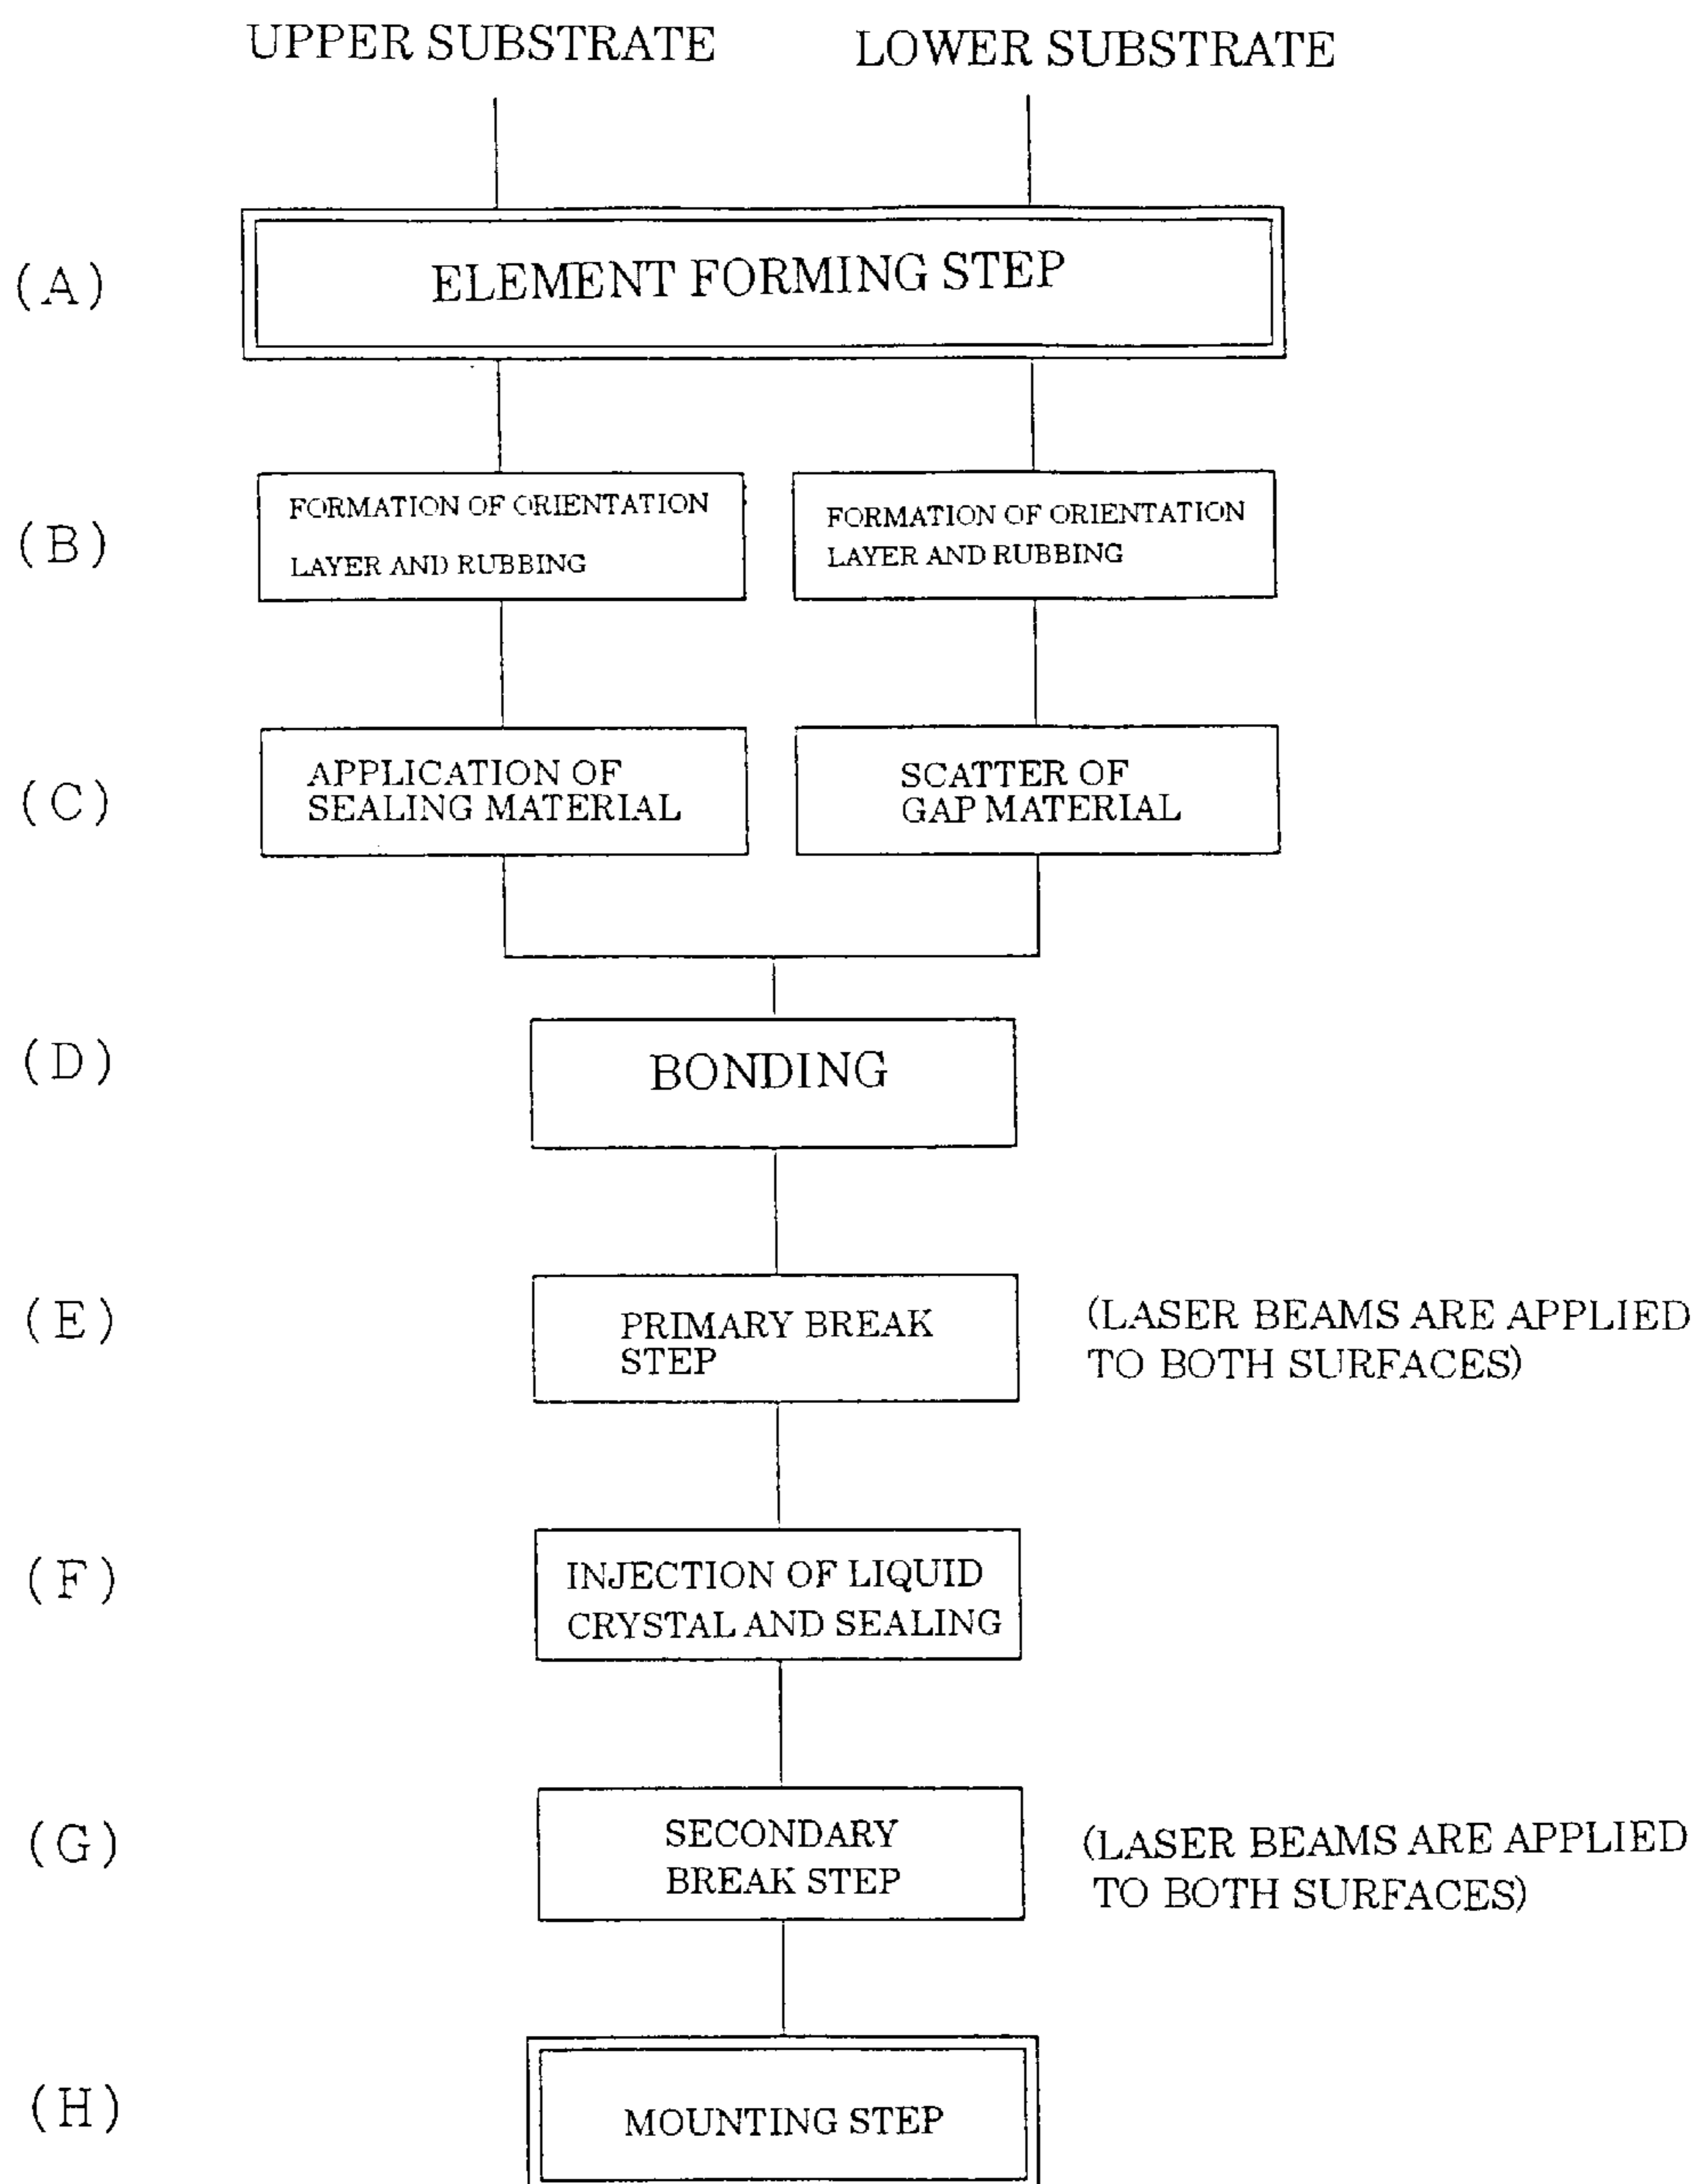 UPPER SUBSTRATE
LOWER SUBSTRATE
(A)
ELEMENT FORMING STEP
(B)
FORMATION OF ORIENTATION
LAYER AND RUBBING
FORMATION OF ORIENTATION
LAYER AND RUBBING
(C)
APPLICATION OF
SEALING MATERIAL
SCATTER OF
GAP MATERIAL
(D)
BONDING
(E)
PRIMARY BREAK
STEP
(LASER BEAMS ARE APPLIED
TO BOTH SURFACES)
(F)
INJECTION OF LIQUID
CRYSTAL AND SEALING
(G)
SECONDARY
BREAK STEP
(LASER BEAMS ARE APPLIED
TO BOTH SURFACES)
(H)
MOUNTING STEP